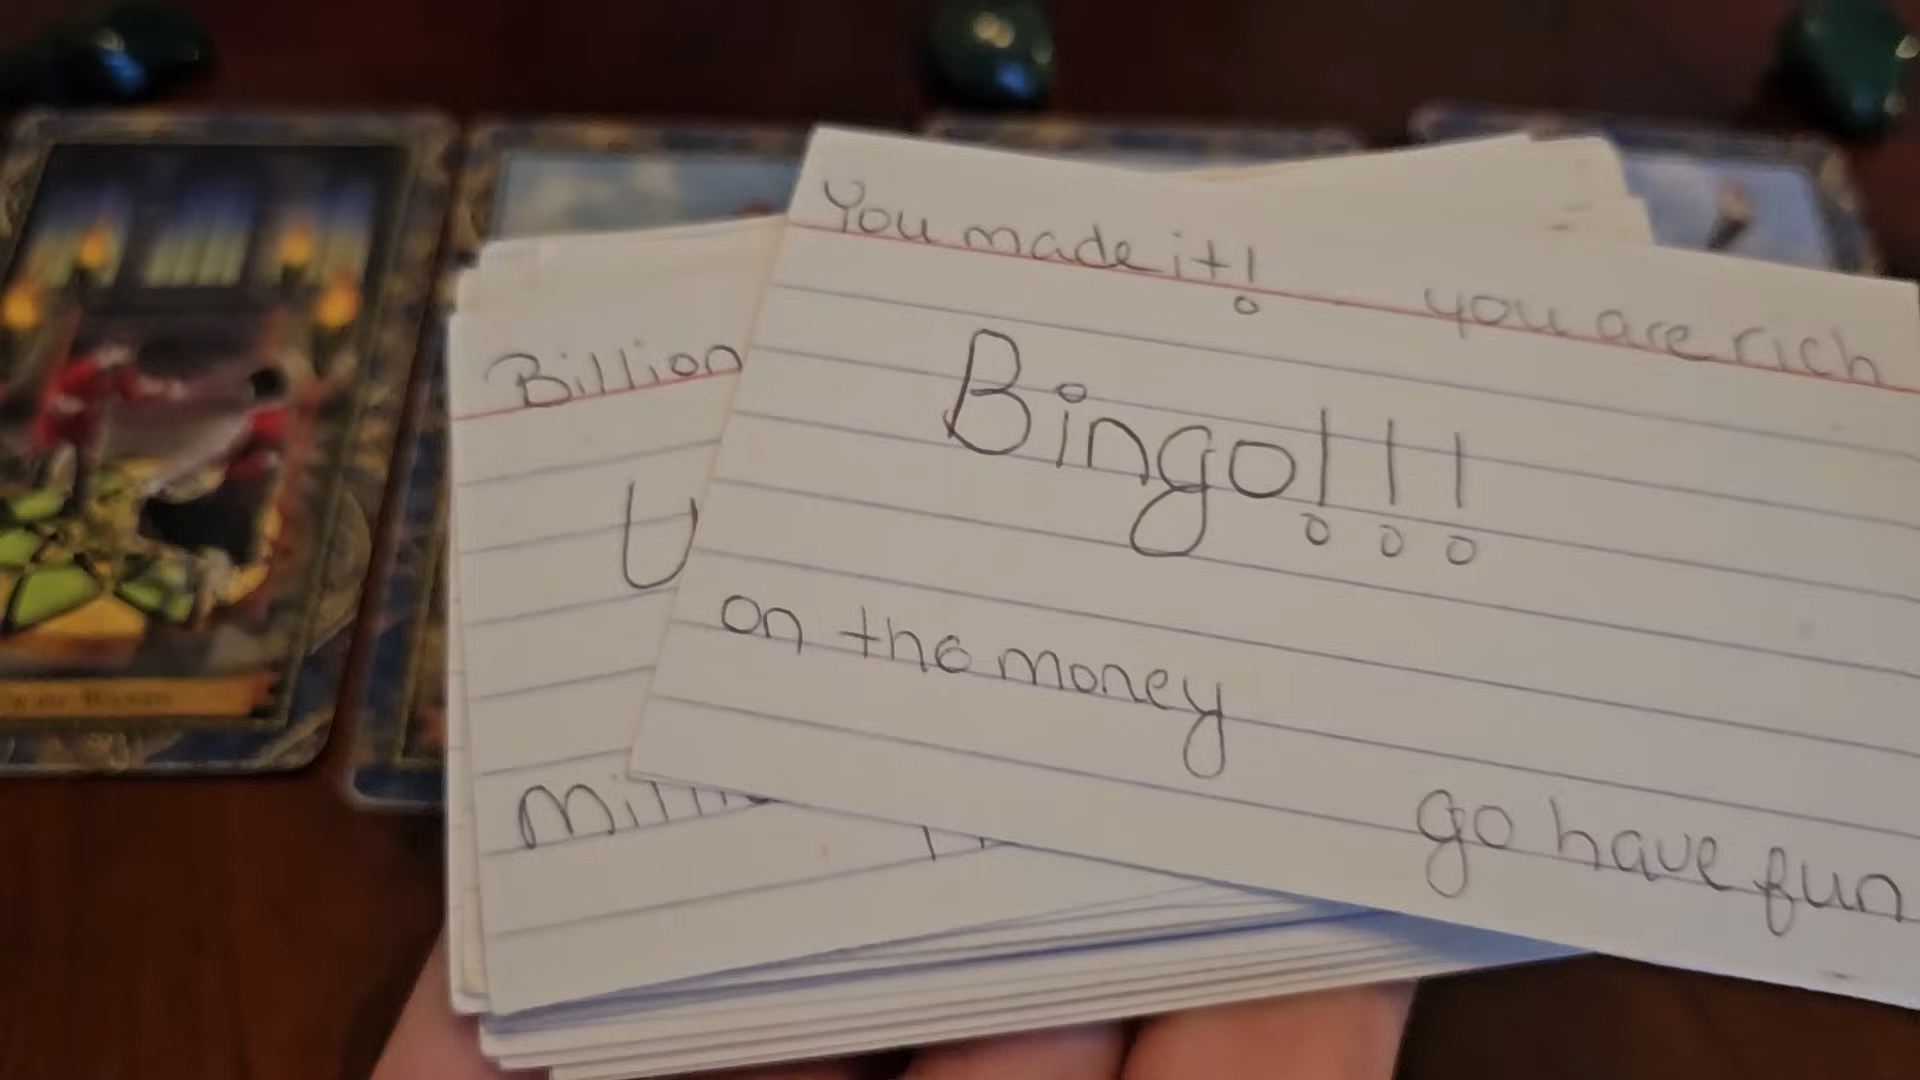 You made it!
you are rich
Bingo!!!
on the money
go have fun
Billion
U